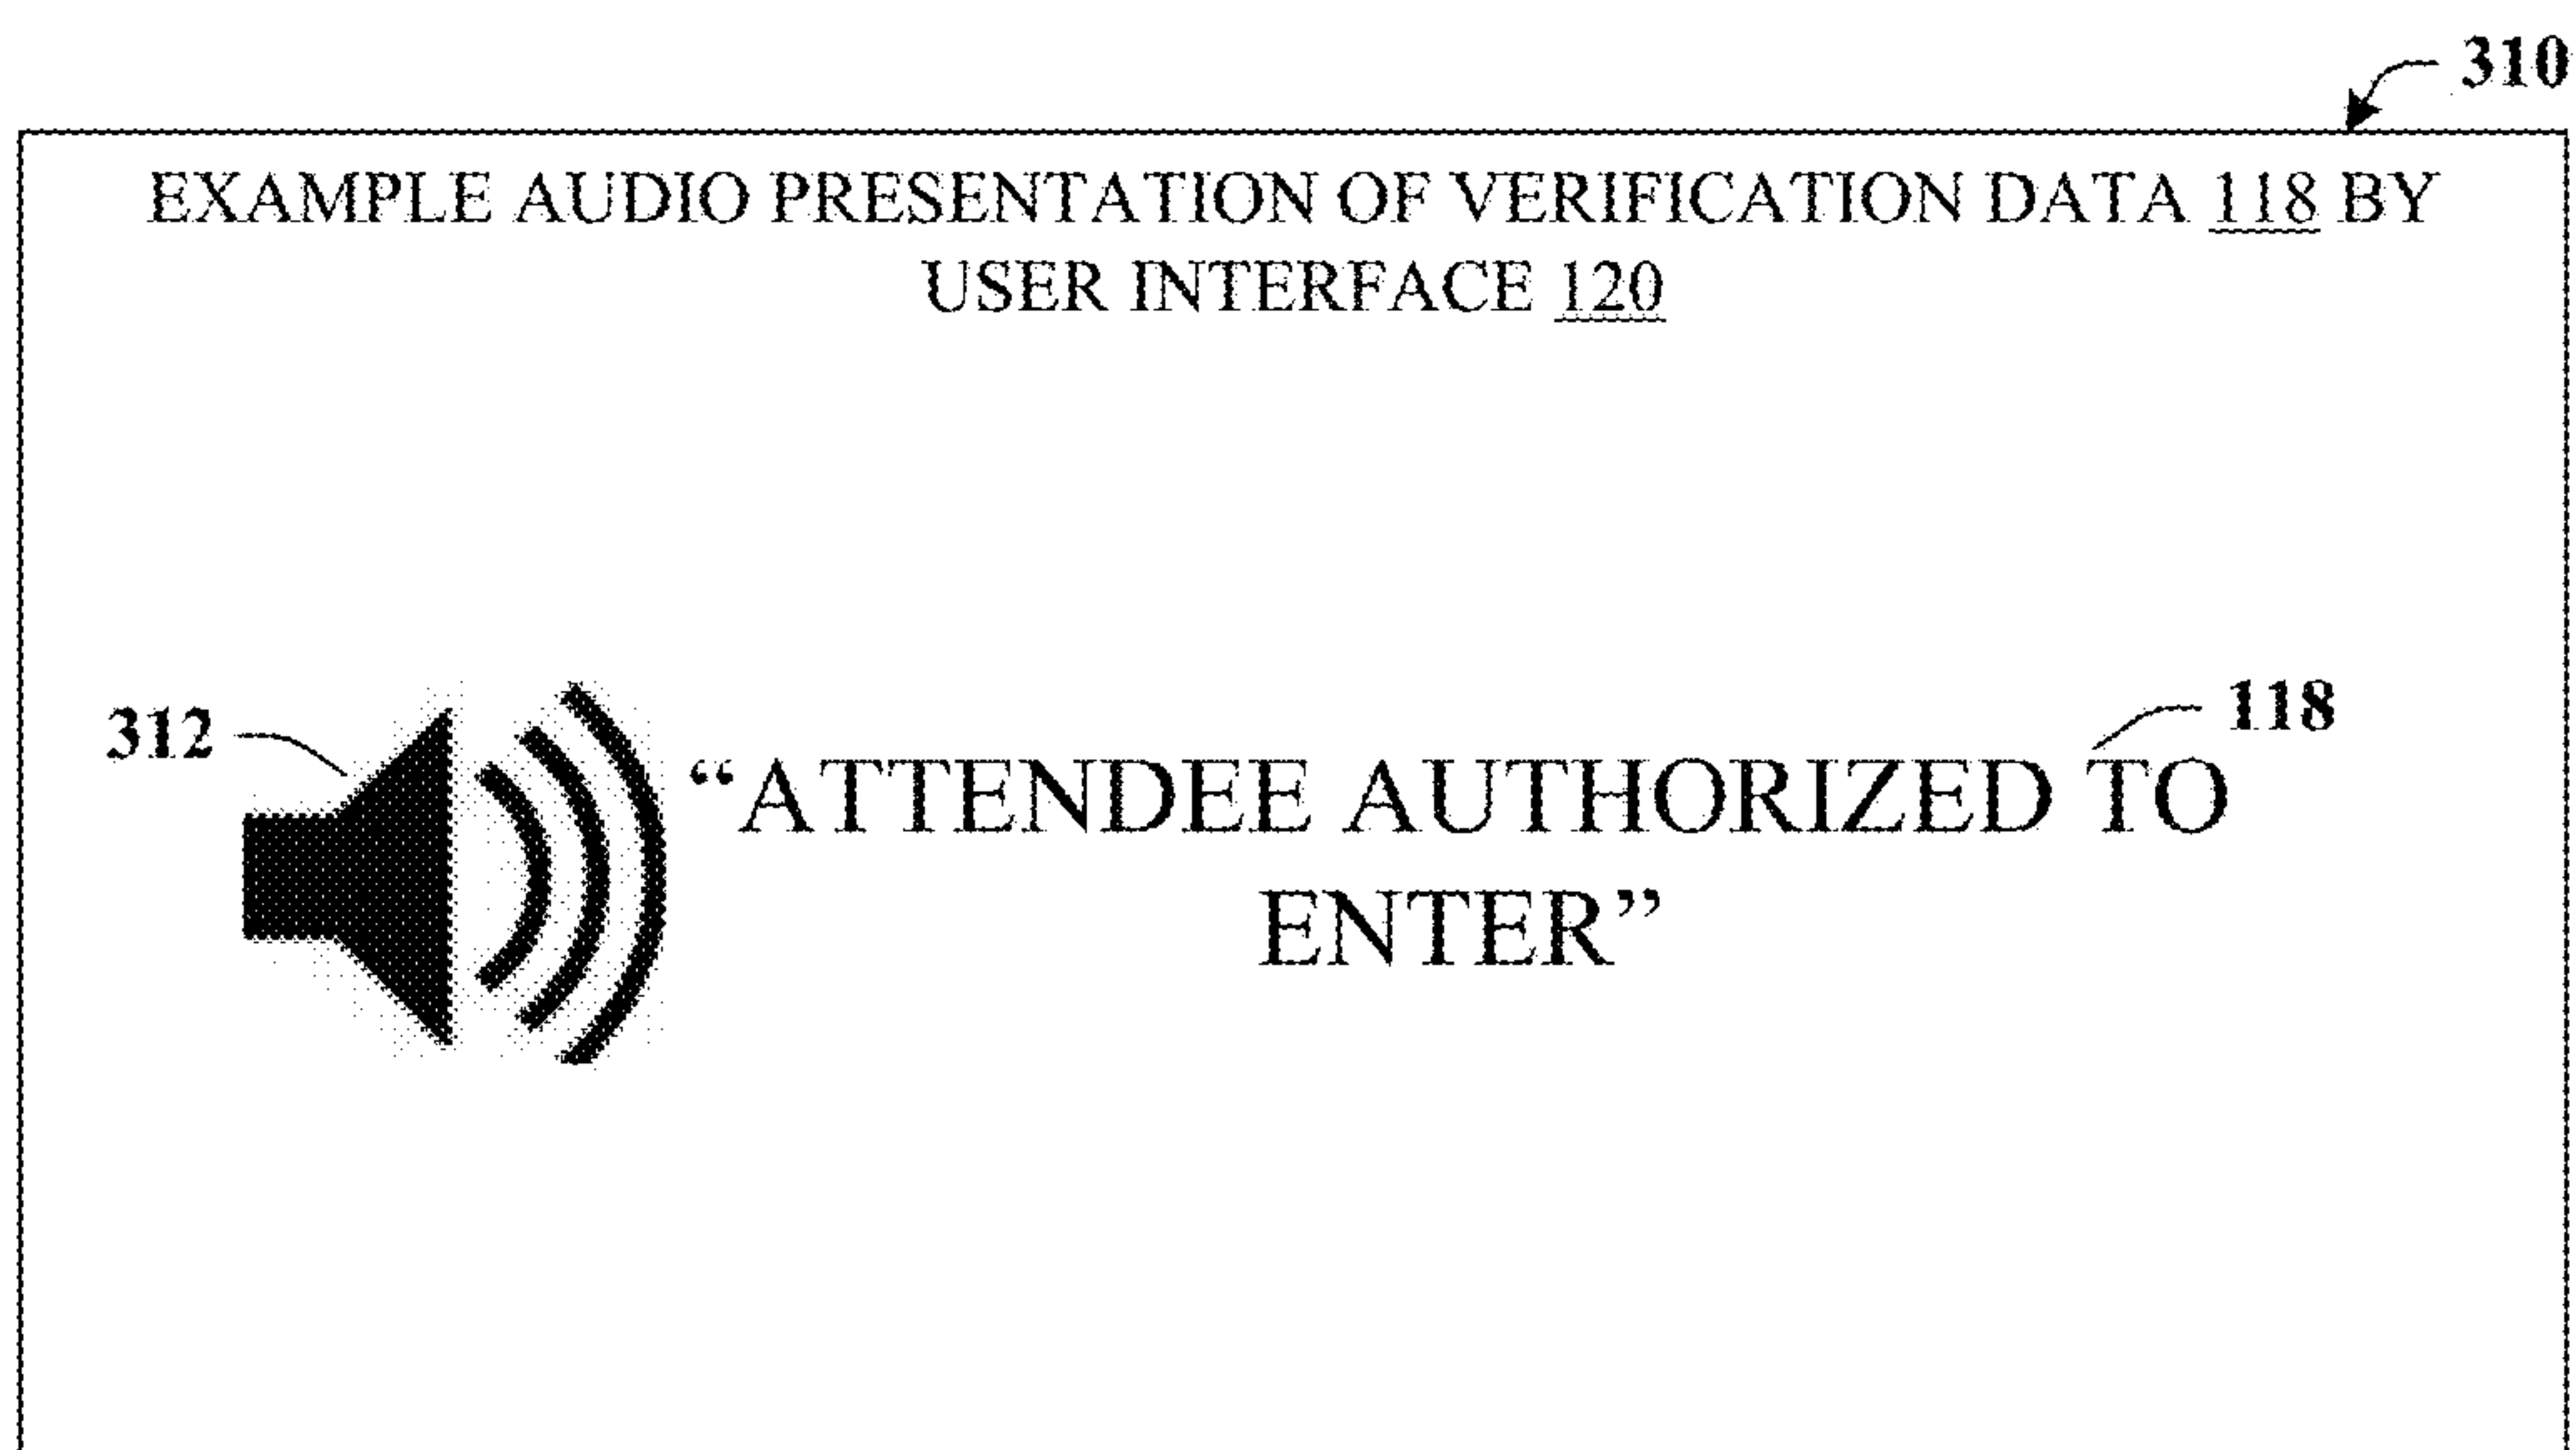 310
EXAMPLE AUDIO PRESENTATION OF VERIFICATION DATA 118 BY
USER INTERFACE 120
312
118
“ATTENDEE AUTHORIZED TO
ENTER”